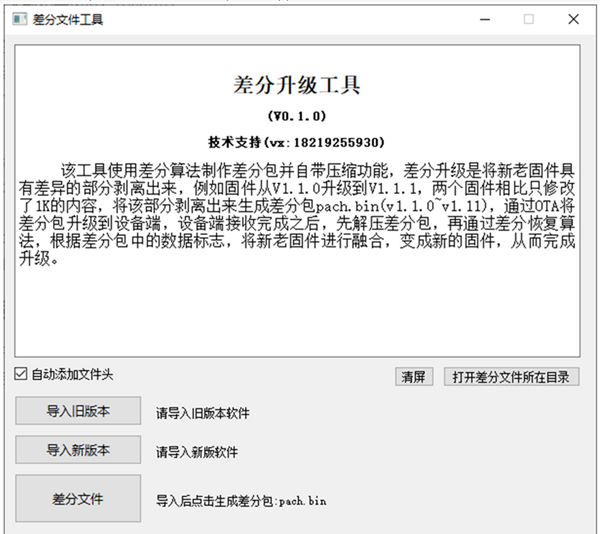 差分文件工具
差分升级工具
(V0.1.0)
技术支持(vx:18219255930)
该工具使用差分算法制作差分包并自带压缩功能，差分升级是将新老固件具
有差异的部分剥离出来，例如固件从V1.1.0升级到V1.1.1，两个固件相比只修改
了1K的内容，将该部分剥离出来生成差分包pach.bin(v1.1.0~v1.11)，通过OTA将
差分包升级到设备端，设备端接收完成之后，先解压差分包，再通过差分恢复算
法，根据差分包中的数据标志，将新老固件进行融合，变成新的固件，从而完成
升级。
自动添加文件头
清屏
打开差分文件所在目录
导入旧版本
请导入旧版本软件
导入新版本
请导入新版软件
差分文件
导入后点击生成差分包:pach.bin